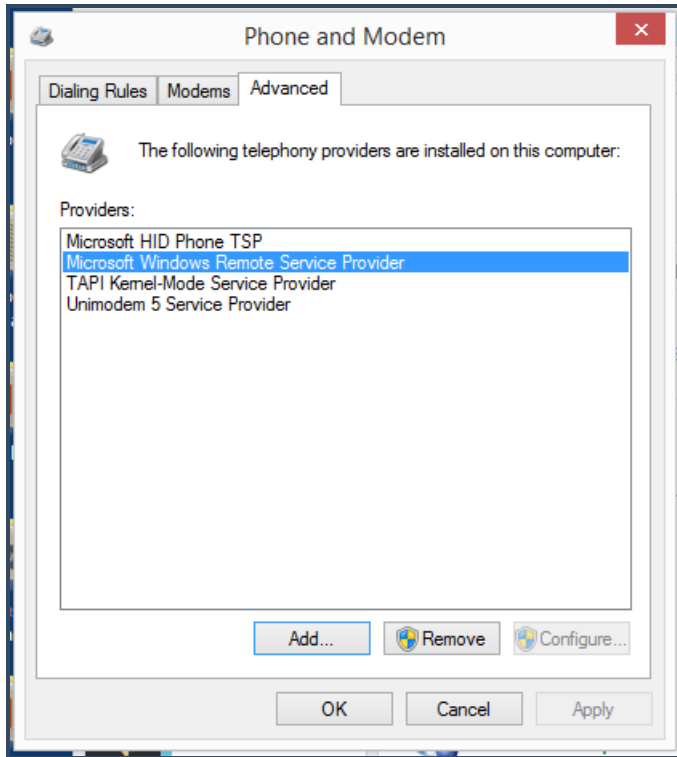 Phone and Modem
Dialing Rules Modems Advanced
The following telephony providers are installed on this computer:
Providers:
Microsoft HID Phone TSP
Microsoft Windows Remote Service Provider
TAPI Kernel-Mode Service Provider
Unimodem 5 Service Provider
Add... Remove Configure...
OK Cancel Apply